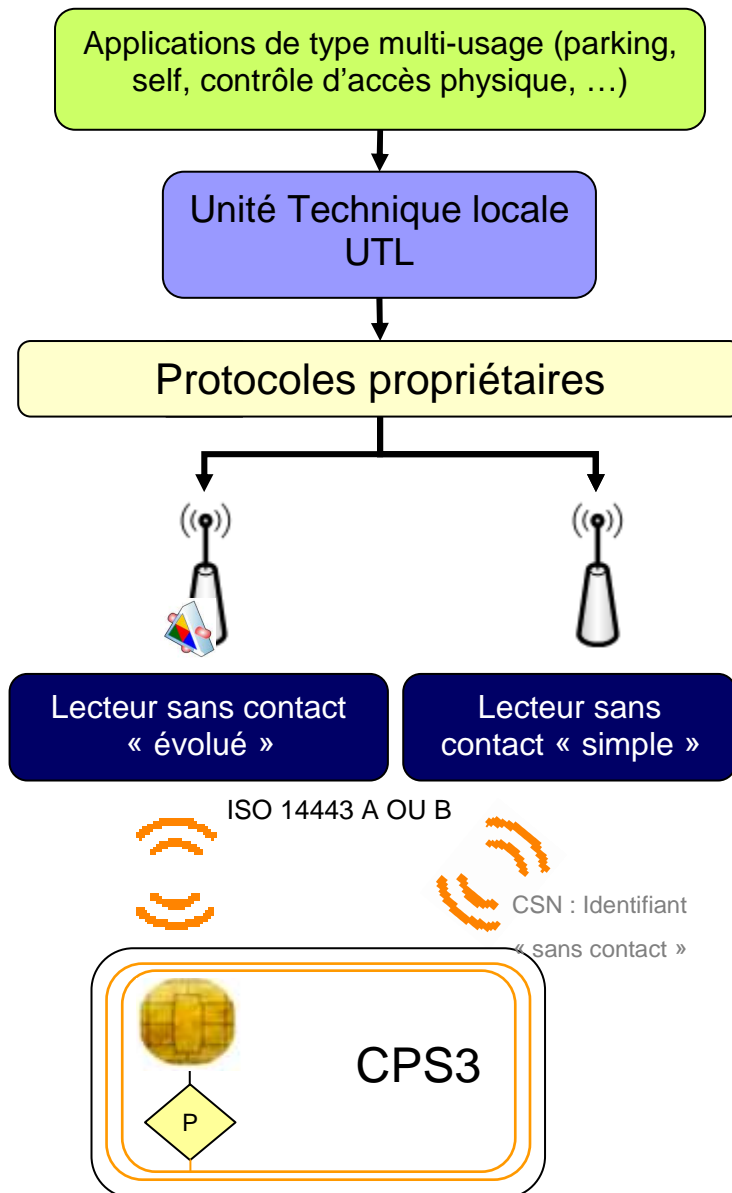 Applications de type multi-usage (parking,
self, contrôle d’accès physique, …)
Unité Technique locale
UTL
Protocoles propriétaires
Lecteur sans contact
« évolué »
Lecteur sans
contact « simple »
ISO 14443 A OU B
CSN : Identifiant
« sans contact »
CPS3
P